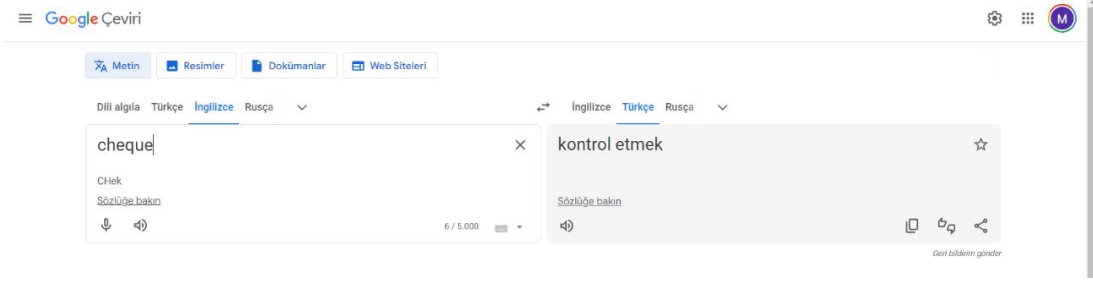 Google Çeviri
M
Metin Resimler Dokümanlar Web Siteleri
Dili algıla Türkçe İngilizce Rusça İngilizce Türkçe Rusça
cheque kontrol etmek
CHek
Sözlüğe bakın Sözlüğe bakın
6 / 5.000
Geri bildirim gönder